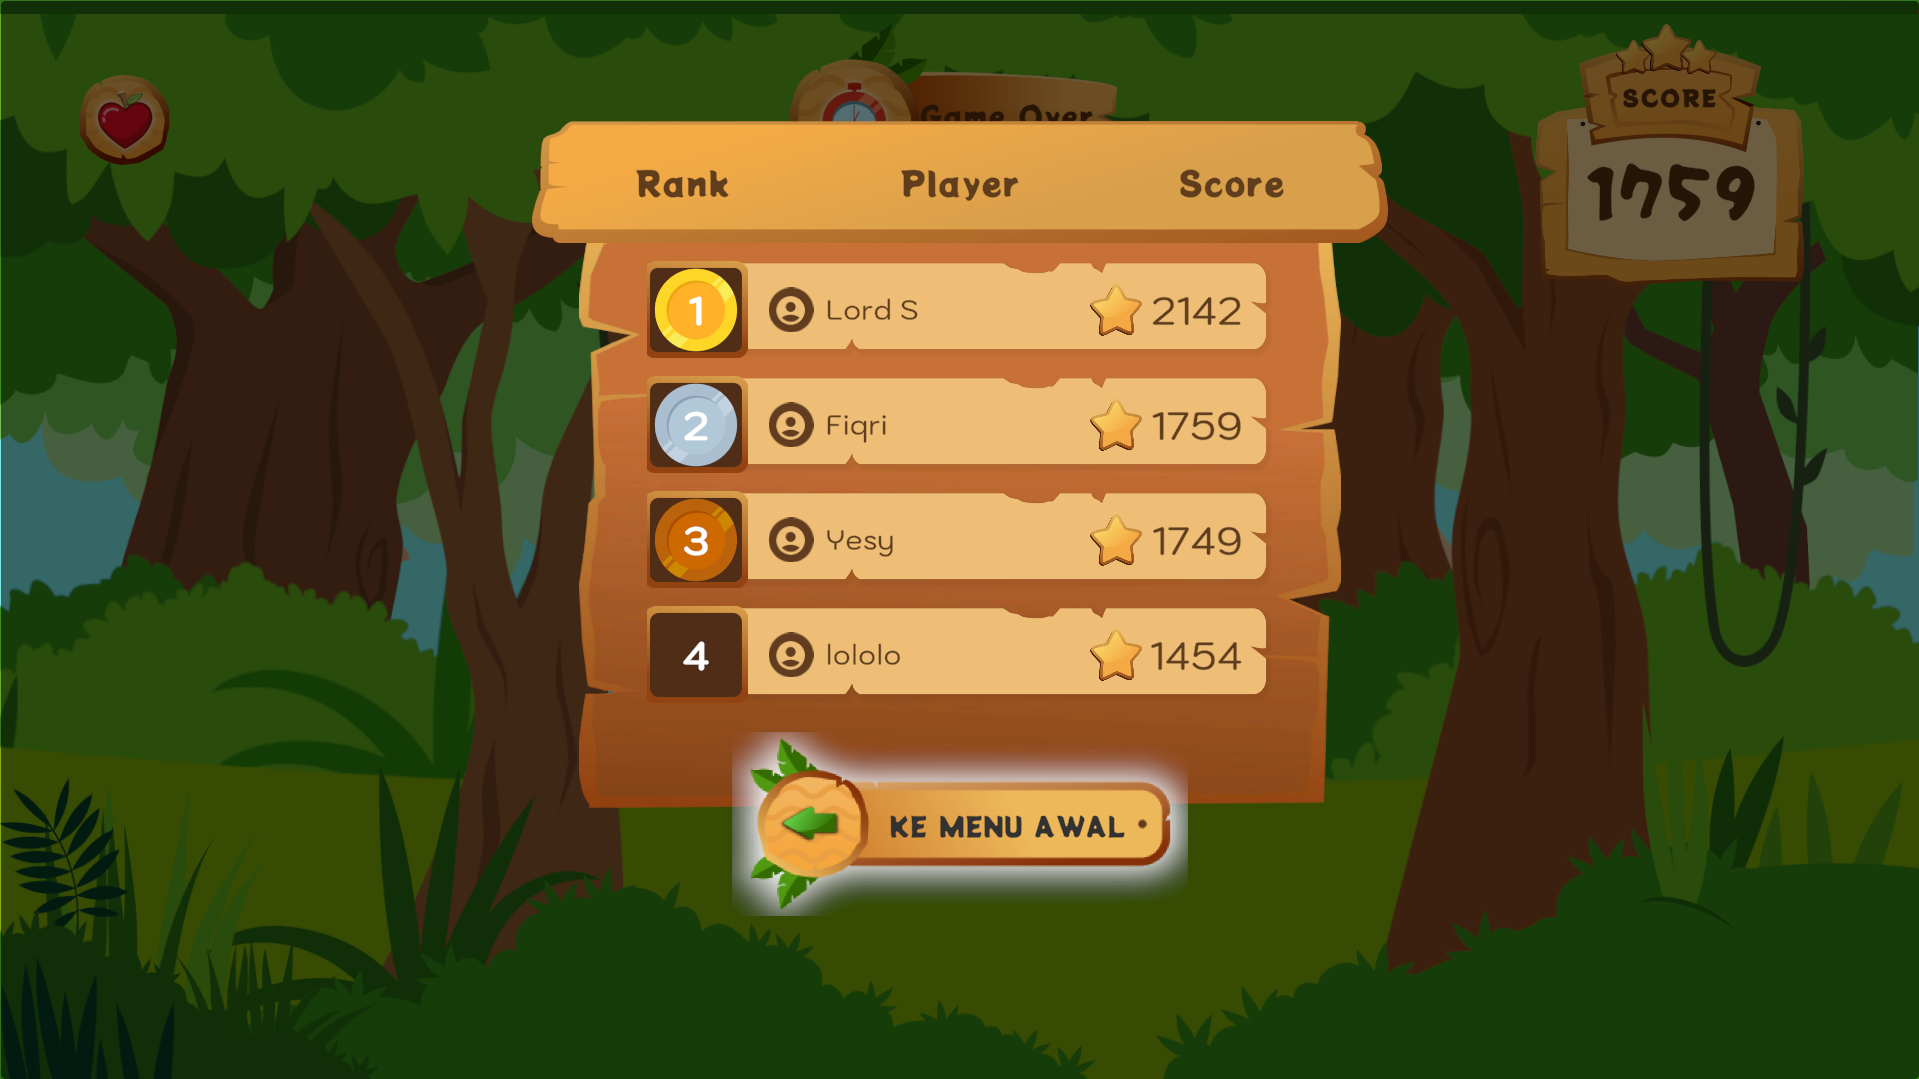 Game Over
SCORE
1759
Rank Player Score
1 Lord S 2142
2 Fiqri 1759
3 Yesy 1749
4 lololo 1454
KE MENU AWAL